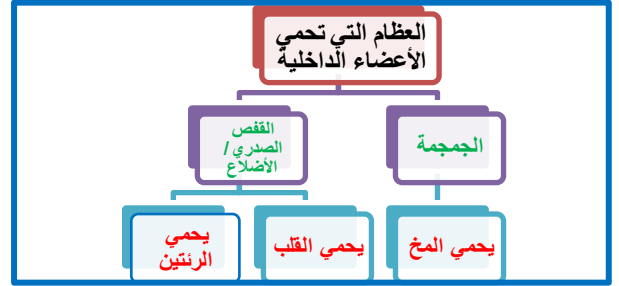 العظام التي تحمي
الأعضاء الداخلية
الجمجمة
القفص
الصدري /
الأضلاع
يحمي المخ
يحمي القلب
يحمي
الرئتين